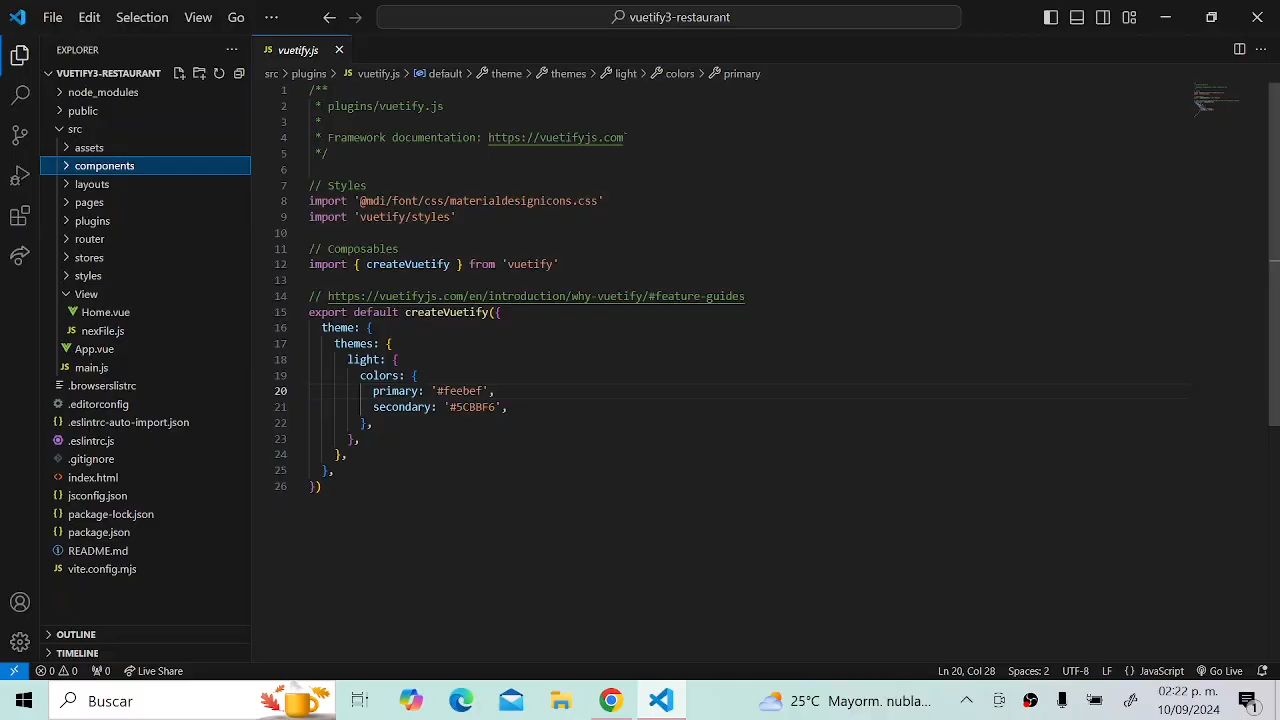 File Edit Selection View Go ··· vuetify3-restaurant
EXPLORER ···
VUETIFY3-RESTAURANT
node_modules
public
src
assets
components
layouts
pages
plugins
router
stores
styles
View
Home.vue
nexFile.js
App.vue
main.js
.browserslistrc
.editorconfig
.eslintrc-auto-import.json
.eslintrc.js
.gitignore
index.html
jsconfig.json
package-lock.json
package.json
README.md
vite.config.mjs
OUTLINE
TIMELINE
JS vuetify.js
src > plugins > JS vuetify.js > default > theme > themes > light > colors > primary
1 /**
2 * plugins/vuetify.js
3 *
4 * Framework documentation: https://vuetifyjs.com`
5 */
6
7 // Styles
8 import '@mdi/font/css/materialdesignicons.css'
9 import 'vuetify/styles'
10
11 // Composables
12 import { createVuetify } from 'vuetify'
13
14 // https://vuetifyjs.com/en/introduction/why-vuetify/#feature-guides
15 export default createVuetify({
16 theme: {
17 themes: {
18 light: {
19 colors: {
20 primary: '#feebef',
21 secondary: '#5CBBF6',
22 },
23 },
24 },
25 },
26 })
0 0 0 Live Share Ln 20, Col 28 Spaces: 2 UTF-8 LF {} JavaScript Go Live
Buscar 25°C Mayorm. nubla... 02:22 p. m.
10/09/2024 1